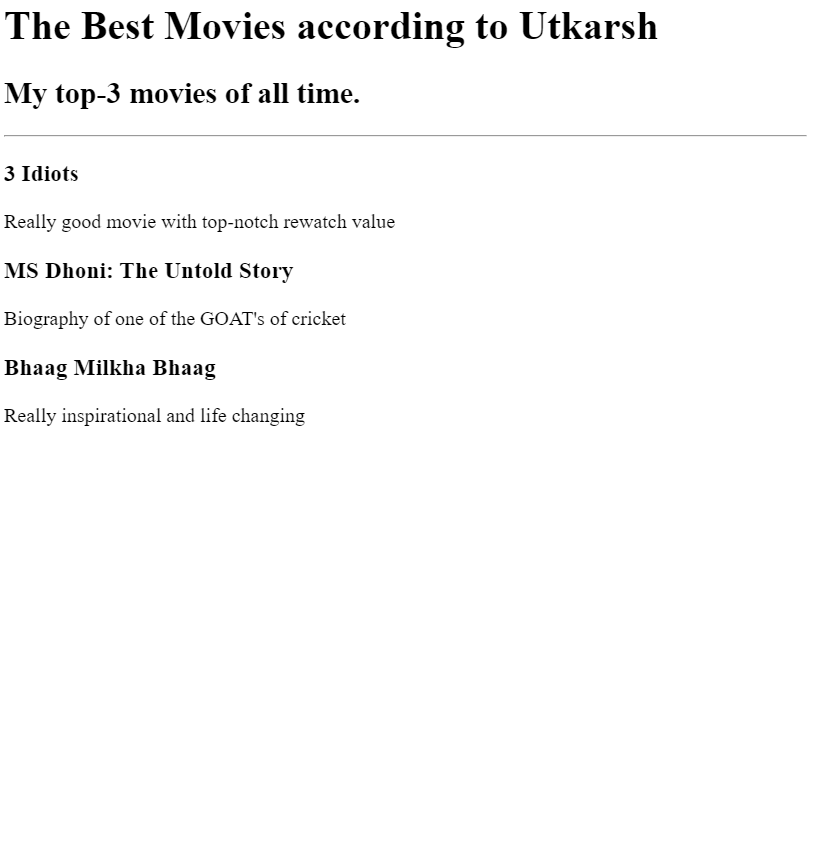 The Best Movies according to Utkarsh
My top-3 movies of all time.
3 Idiots
Really good movie with top-notch rewatch value
MS Dhoni: The Untold Story
Biography of one of the GOAT's of cricket
Bhaag Milkha Bhaag
Really inspirational and life changing